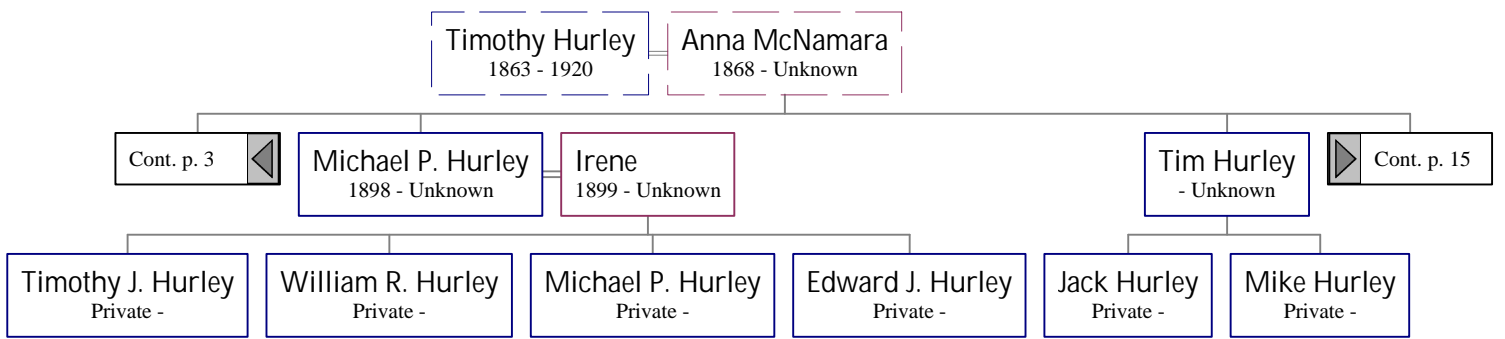 Timothy Hurley
1863 - 1920
Anna McNamara
1868 - Unknown
Cont. p. 3
Michael P. Hurley
1898 - Unknown
Irene
1899 - Unknown
Tim Hurley
- Unknown
Cont. p. 15
Timothy J. Hurley
Private -
William R. Hurley
Private -
Michael P. Hurley
Private -
Edward J. Hurley
Private -
Jack Hurley
Private -
Mike Hurley
Private -